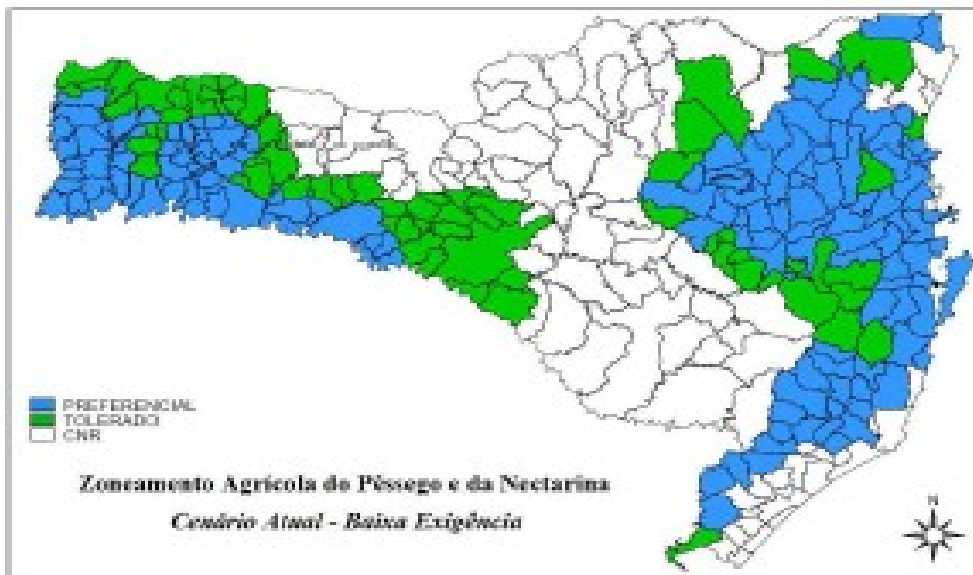 PREFERENCIAL
TOLERADO
CNR
Zoneamento Agrícola do Pêssego e da Nectarina
Cenário Atual - Baixa Exigência
N